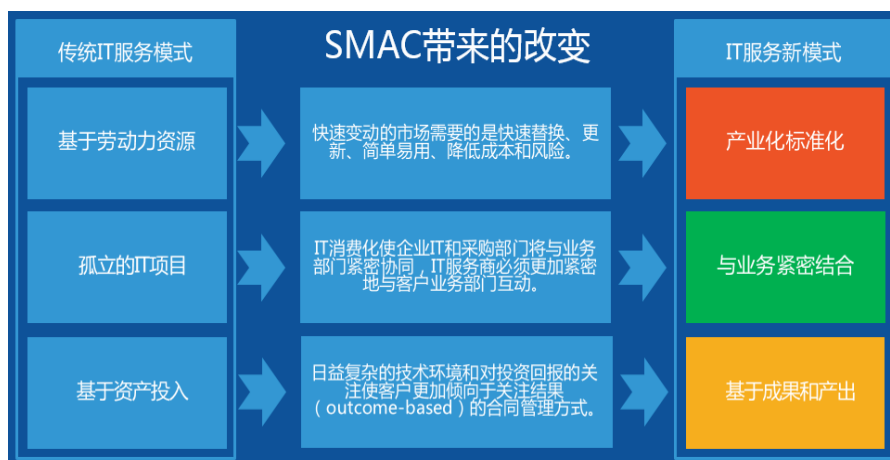 传统IT服务模式
SMAC带来的改变
IT服务新模式
基于劳动力资源
快速变动的市场需要的是快速替换、更
新、简单易用、降低成本和风险。
产业化标准化
孤立的IT项目
IT消费化使企业IT和采购部门将与业务
部门紧密协同，IT服务商必须更加紧密
地与客户业务部门互动。
与业务紧密结合
基于资产投入
日益复杂的技术环境和对投资回报的关
注使客户更加倾向于关注结果
（outcome-based）的合同管理方式。
基于成果和产出